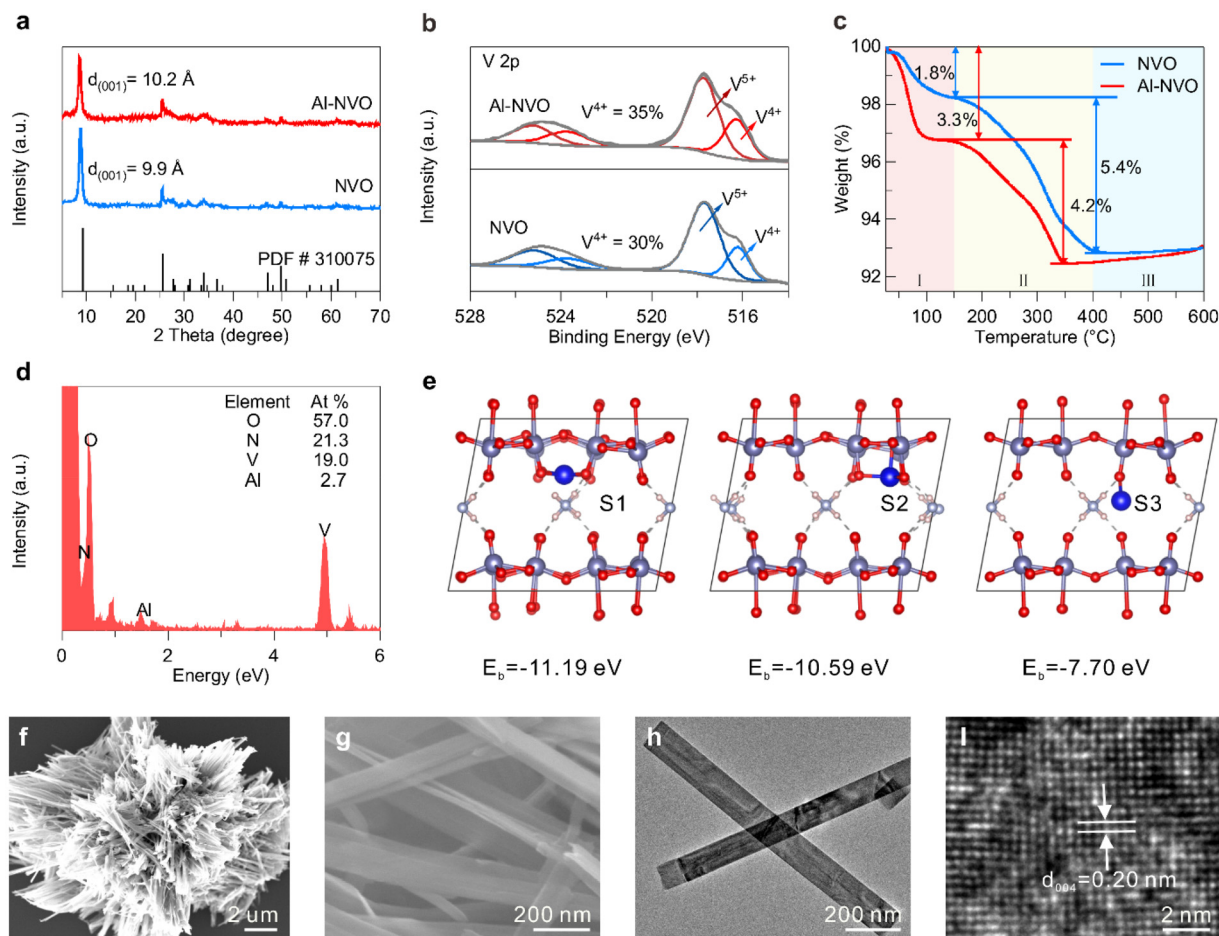 a
Intensity (a.u.)
d(001)= 10.2 Å
Al-NVO
d(001)= 9.9 Å
NVO
PDF # 310075
10 20 30 40 50 60 70
2 Theta (degree)
b
Intensity (a.u.)
V 2p
Al-NVO
V4+ = 35%
V5+
V4+
NVO
V4+ = 30%
V5+
V4+
528 524 520 516
Binding Energy (eV)
c
Weight (%)
100
98
96
94
92
NVO
Al-NVO
1.8%
3.3%
5.4%
4.2%
I II III
100 200 300 400 500 600
Temperature (°C)
d
Intensity (a.u.)
Element At %
O 57.0
N 21.3
V 19.0
Al 2.7
O
N
Al
V
0 2 4 6
Energy (eV)
e
S1
S2
S3
Eb=-11.19 eV
Eb=-10.59 eV
Eb=-7.70 eV
f
2 um
g
200 nm
h
200 nm
I
d004=0.20 nm
2 nm